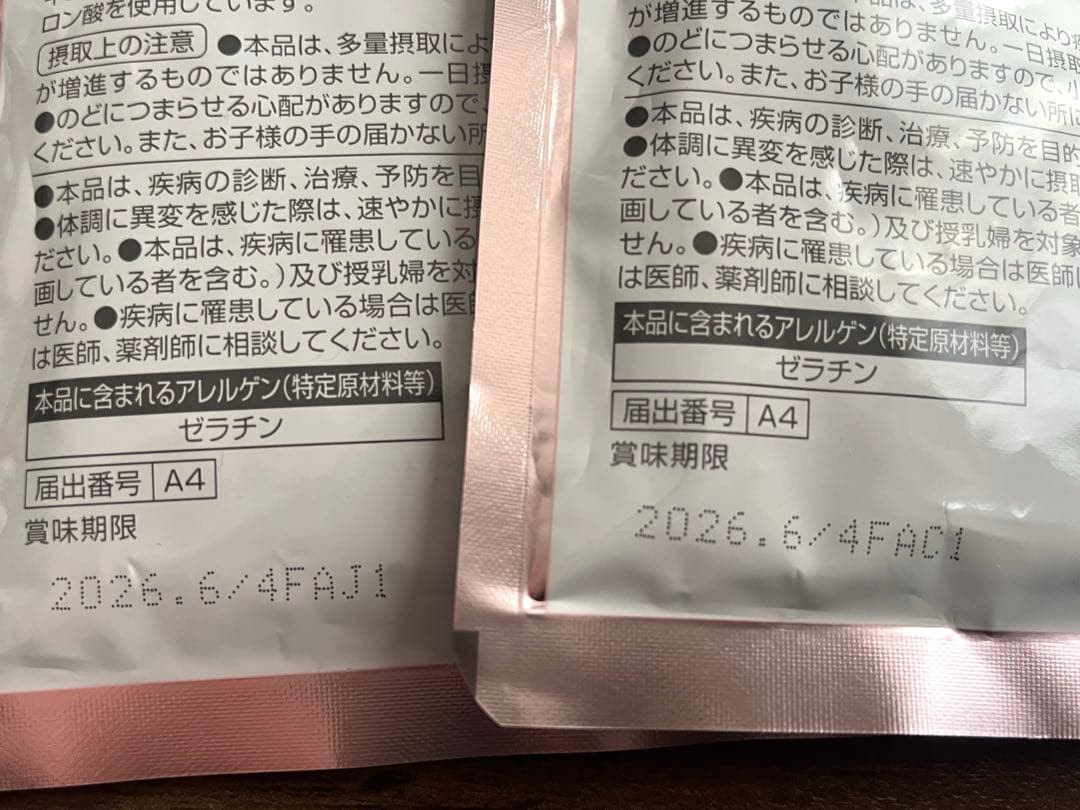 ロン酸を使用しています。
摂取上の注意 ●本品は、多量摂取によ
が増進するものではありません。一日摂
●のどにつまらせる心配がありますので、
ください。また、お子様の手の届かない所
●本品は、疾病の診断、治療、予防を目
●体調に異変を感じた際は、速やかに摂
ださい。●本品は、疾病に罹患している
画している者を含む。)及び授乳婦を対
せん。●疾病に罹患している場合は医
は医師、薬剤師に相談してください。
本品に含まれるアレルゲン(特定原材料等)
ゼラチン
届出番号 A4
賞味期限
2026.6/4FAJ1
が増進するものではありません。一日摂取
●のどにつまらせる心配がありますので、小
ください。また、お子様の手の届かない所に
●本品は、疾病の診断、治療、予防を目的
●体調に異変を感じた際は、速やかに摂取
ださい。●本品は、疾病に罹患している者
画している者を含む。)及び授乳婦を対象
せん。●疾病に罹患している場合は医師
は医師、薬剤師に相談してください。
本品に含まれるアレルゲン(特定原材料等)
ゼラチン
届出番号 A4
賞味期限
2026.6/4FAC1